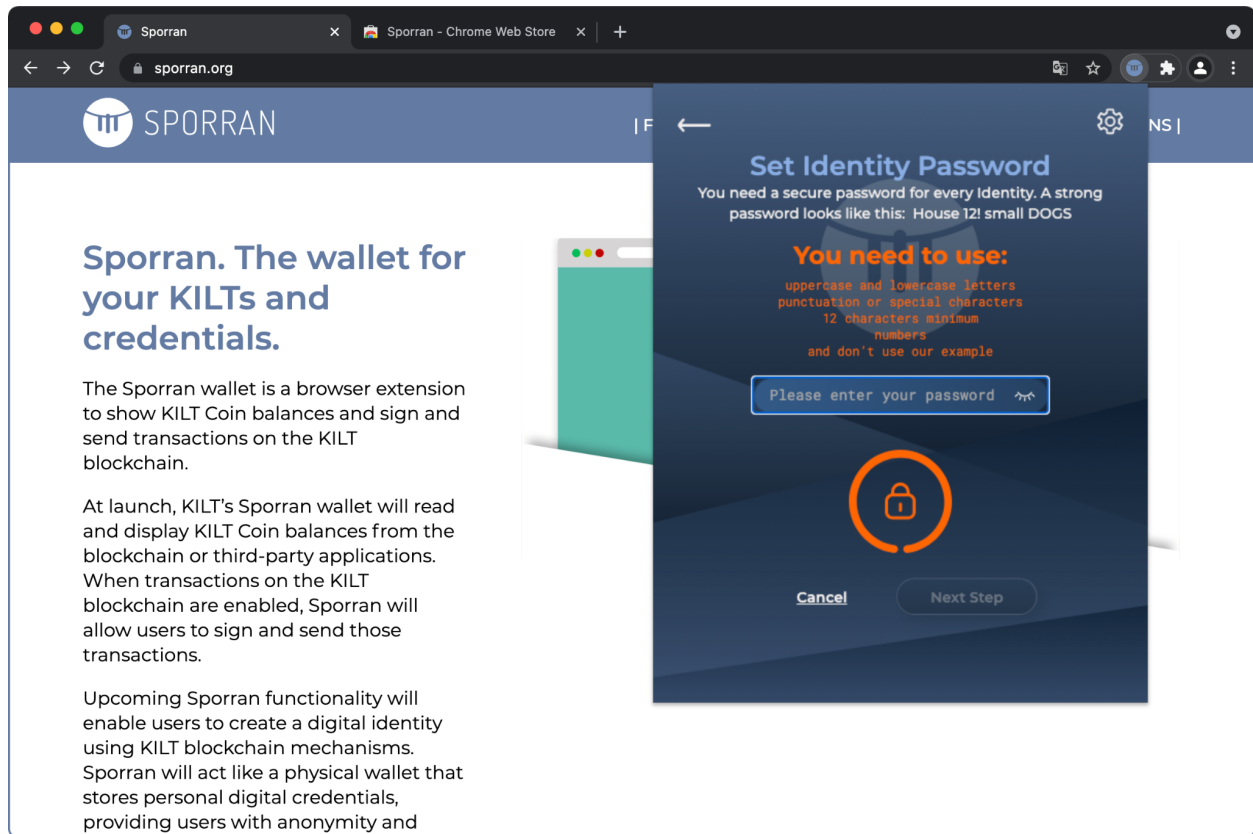 Sporran
Sporran - Chrome Web Store
sporran.org
SPORRAN
| F
NS |
Sporran. The wallet for
your KILTs and
credentials.
The Sporran wallet is a browser extension
to show KILT Coin balances and sign and
send transactions on the KILT
blockchain.
At launch, KILT’s Sporran wallet will read
and display KILT Coin balances from the
blockchain or third-party applications.
When transactions on the KILT
blockchain are enabled, Sporran will
allow users to sign and send those
transactions.
Upcoming Sporran functionality will
enable users to create a digital identity
using KILT blockchain mechanisms.
Sporran will act like a physical wallet that
stores personal digital credentials,
providing users with anonymity and
Set Identity Password
You need a secure password for every Identity. A strong
password looks like this: House 12! small DOGS
You need to use:
uppercase and lowercase letters
punctuation or special characters
12 characters minimum
numbers
and don’t use our example
Please enter your password
Cancel
Next Step